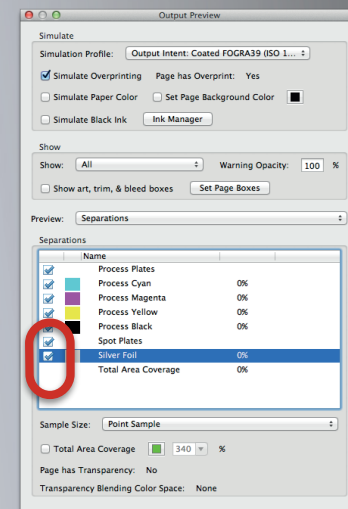 Output Preview
Simulate
Simulation Profile: Output Intent: Coated FOGRA39 (ISO 1...
Simulate Overprinting Page has Overprint: Yes
Simulate Paper Color Set Page Background Color
Simulate Black Ink Ink Manager
Show
Show: All Warning Opacity: 100 %
Show art, trim, & bleed boxes Set Page Boxes
Preview: Separations
Separations
Name
Process Plates
Process Cyan 0%
Process Magenta 0%
Process Yellow 0%
Process Black 0%
Spot Plates
Silver Foil 0%
Total Area Coverage 0%
Sample Size: Point Sample
Total Area Coverage 340 %
Page has Transparency: No
Transparency Blending Color Space: None